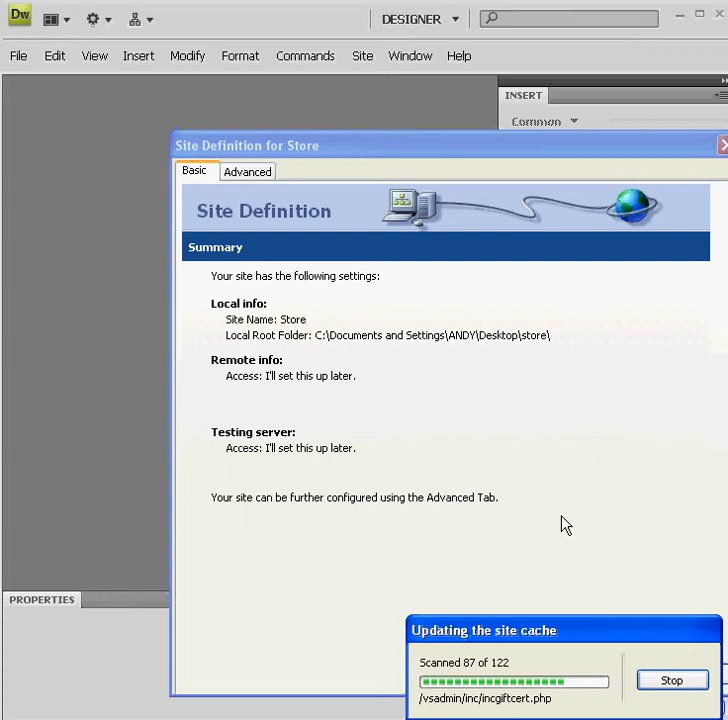 Dw
DESIGNER
File Edit View Insert Modify Format Commands Site Window Help
INSERT
Common
Site Definition for Store
Basic Advanced
Site Definition
Summary
Your site has the following settings:
Local info:
Site Name: Store
Local Root Folder: C:\Documents and Settings\ANDY\Desktop\store\
Remote info:
Access: I'll set this up later.
Testing server:
Access: I'll set this up later.
Your site can be further configured using the Advanced Tab.
PROPERTIES
Updating the site cache
Scanned 87 of 122
Stop
/vsadmin/inc/incgiftcert.php